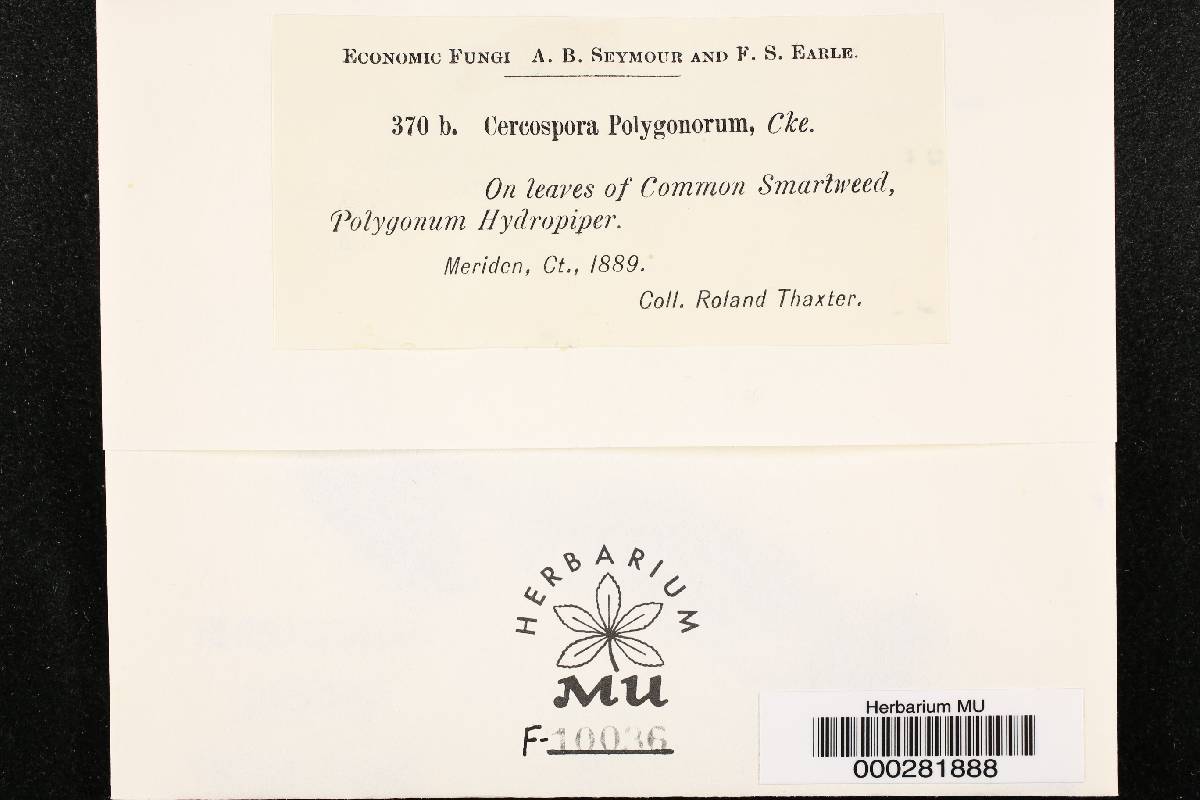 ECONOMIC FUNGI A. B. SEYMOUR AND F. S. EARLE.
370 b. Cercospora Polygonorum, Cke.
On leaves of Common Smartweed,
Polygonum Hydropiper.
Meriden, Ct., 1889.
Coll. Roland Thaxter.
HERBARIUM
MU
F-10036
Herbarium MU
000281888